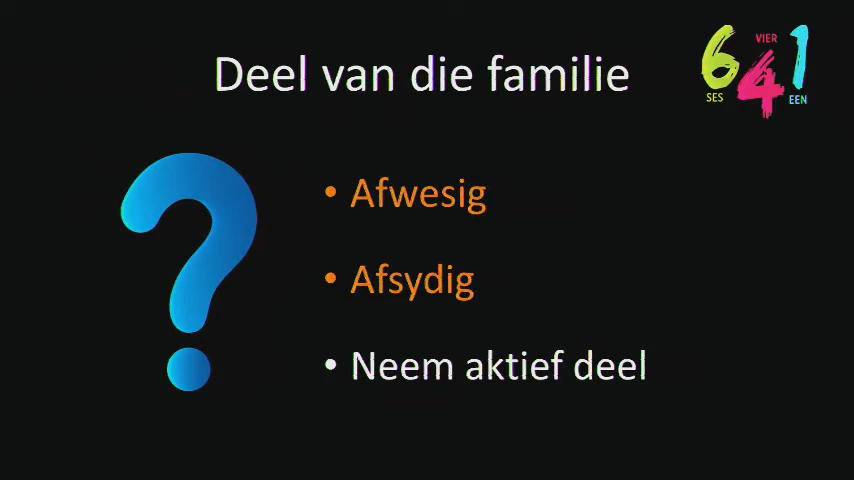 Deel van die familie
6 VIER 1
SES 4 EEN
• Afwesig
• Afsydig
• Neem aktief deel
?